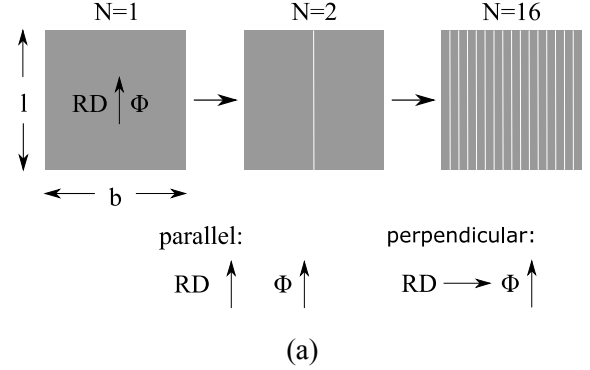 N=1 N=2 N=16
l RD Φ
b
parallel: perpendicular:
RD Φ RD Φ
(a)